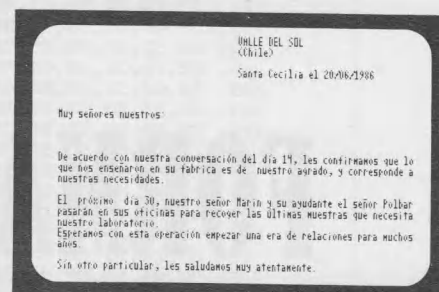 VALLE DEL SOL
(Chile)
Santa Cecilia el 20/06/1986
Muy señores nuestros:
De acuerdo con nuestra conversación del día 14, les confirmamos que lo
que nos enseñaron en su fabrica es de nuestro agrado, y corresponde a
nuestras necesidades.
El próximo dia 30, nuestro señor Marin y su ayudante el señor Polbar
pasarán en sus oficinas para recoger las últimas muestras que necesita
nuestro laboratorio.
Esperamos con esta operación empezar una era de relaciones para muchos
años.
Sin otro particular, les saludamos muy atentamente.